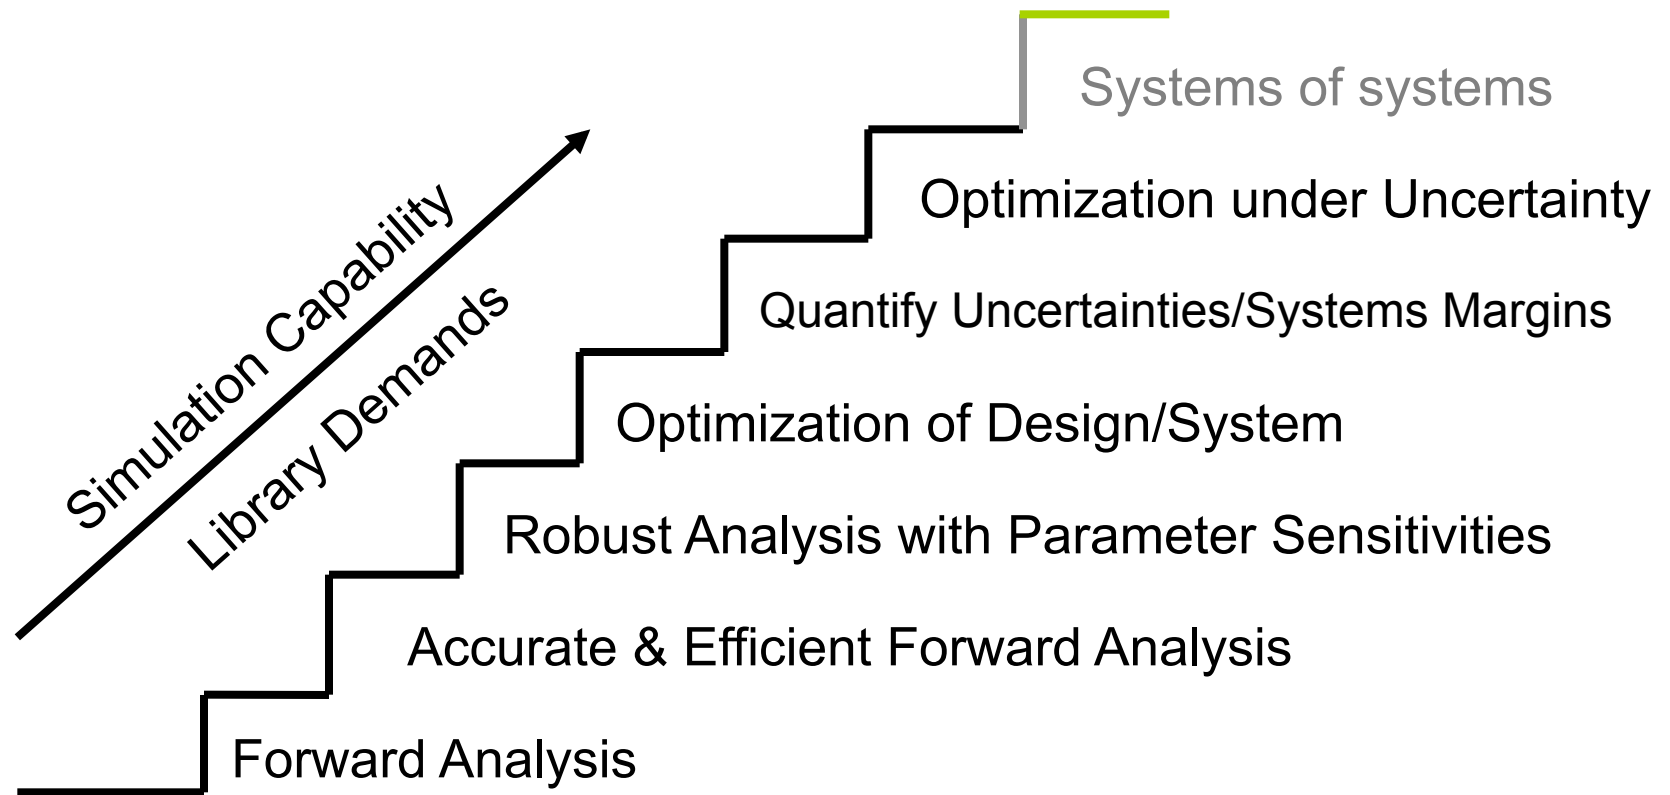 Systems of systems
Optimization under Uncertainty
Simulation Capability
Library Demands
Quantify Uncertainties/Systems Margins
Optimization of Design/System
Robust Analysis with Parameter Sensitivities
Accurate & Efficient Forward Analysis
Forward Analysis